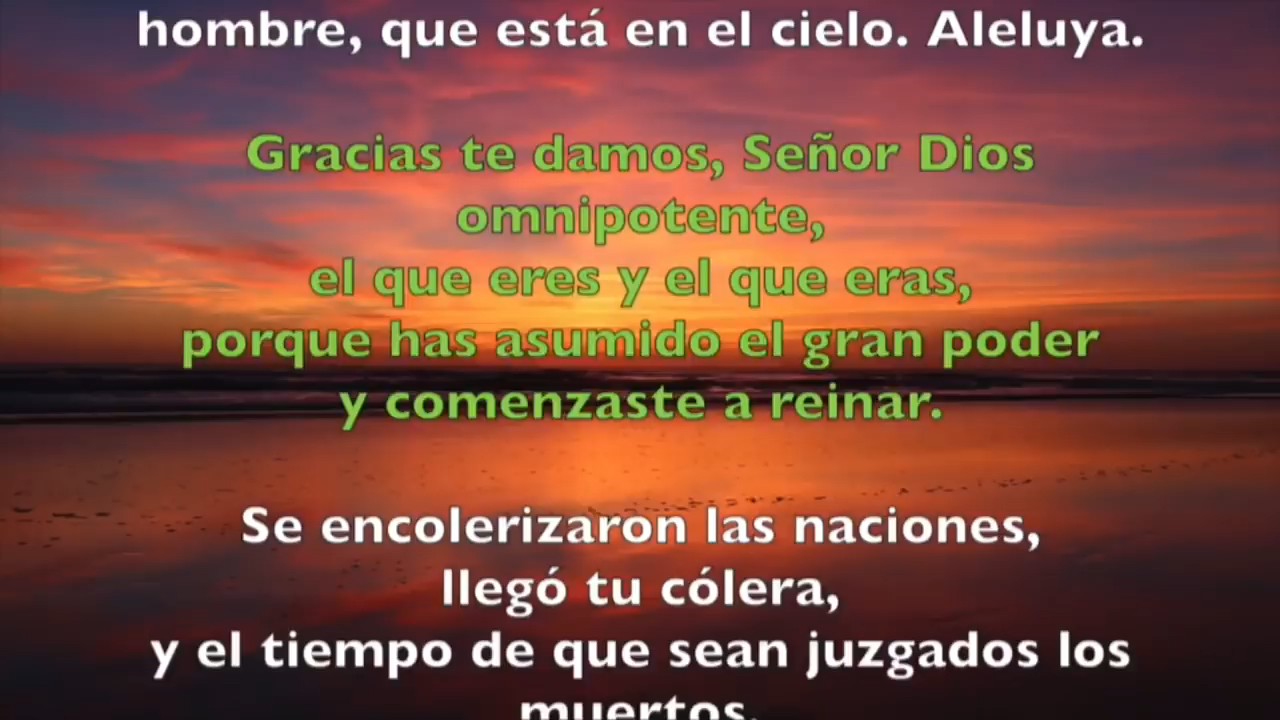 hombre, que está en el cielo. Aleluya.
Gracias te damos, Señor Dios
omnipotente,
el que eres y el que eras,
porque has asumido el gran poder
y comenzaste a reinar.
Se encolerizaron las naciones,
llegó tu cólera,
y el tiempo de que sean juzgados los
muertos,